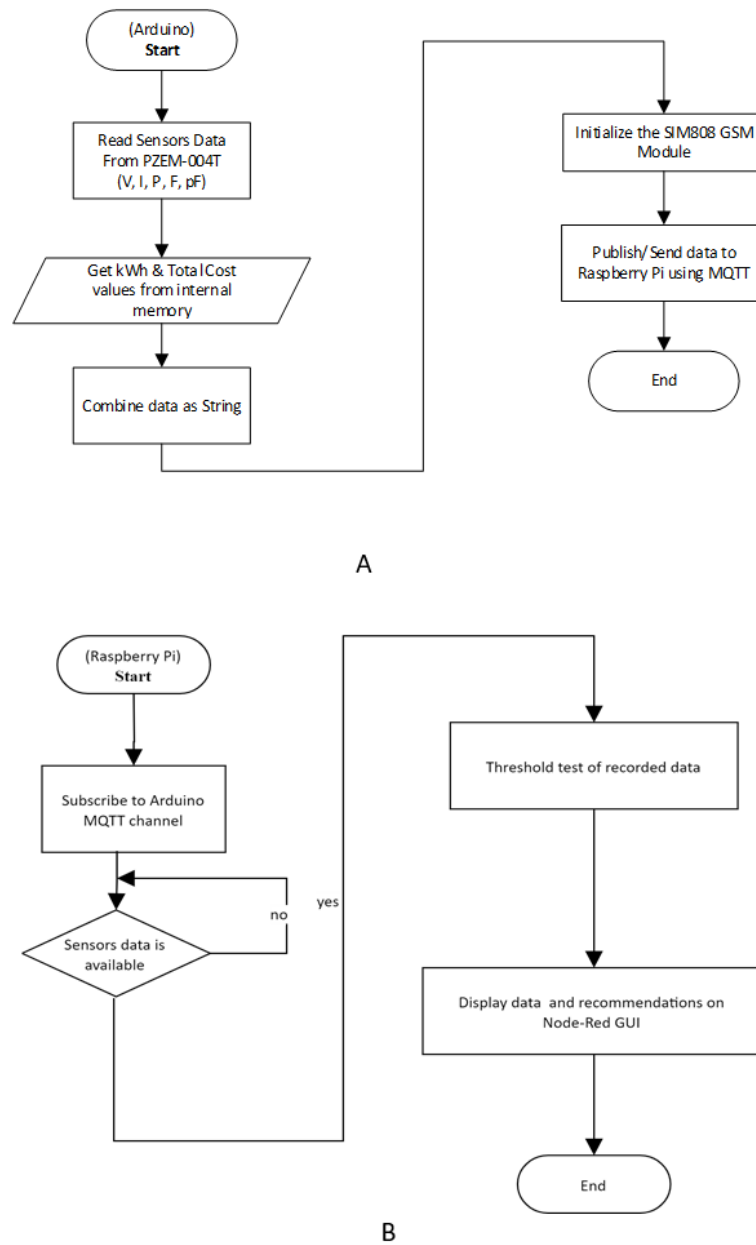 (Arduino)
Start
Read Sensors Data
From PZEM-004T
(V, I, P, F, pF)
Get kWh & Total Cost
values from internal
memory
Combine data as String
Initialize the SIM808 GSM
Module
Publish/Send data to
Raspberry Pi using MQTT
End
A
(Raspberry Pi)
Start
Subscribe to Arduino
MQTT channel
Sensors data is
available
no
yes
Threshold test of recorded data
Display data and recommendations on
Node-Red GUI
End
B